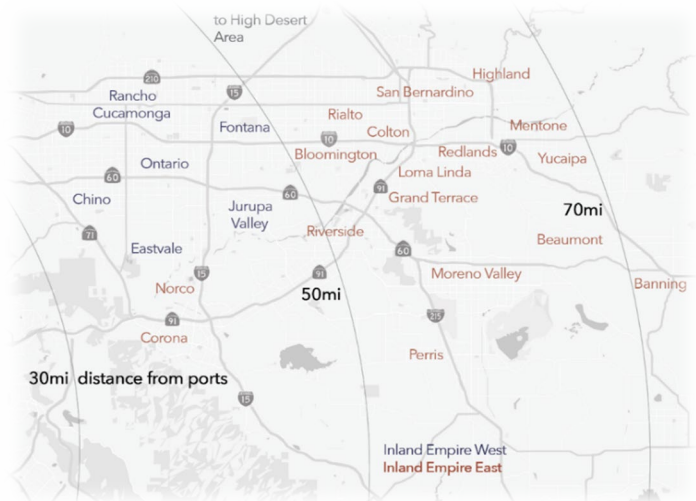 to High Desert
Area
210
15
Highland
Rancho
Cucamonga
San Bernardino
Rialto
10
Fontana
10
Colton
Mentone
Bloomington
Redlands
10
Yucaipa
Ontario
60
Loma Linda
60
91
Grand Terrace
Chino
Jurupa
Valley
70mi
71
Riverside
Eastvale
60
Beaumont
15
91
Moreno Valley
Norco
50mi
Banning
91
215
Corona
Perris
30mi distance from ports
15
Inland Empire West
Inland Empire East